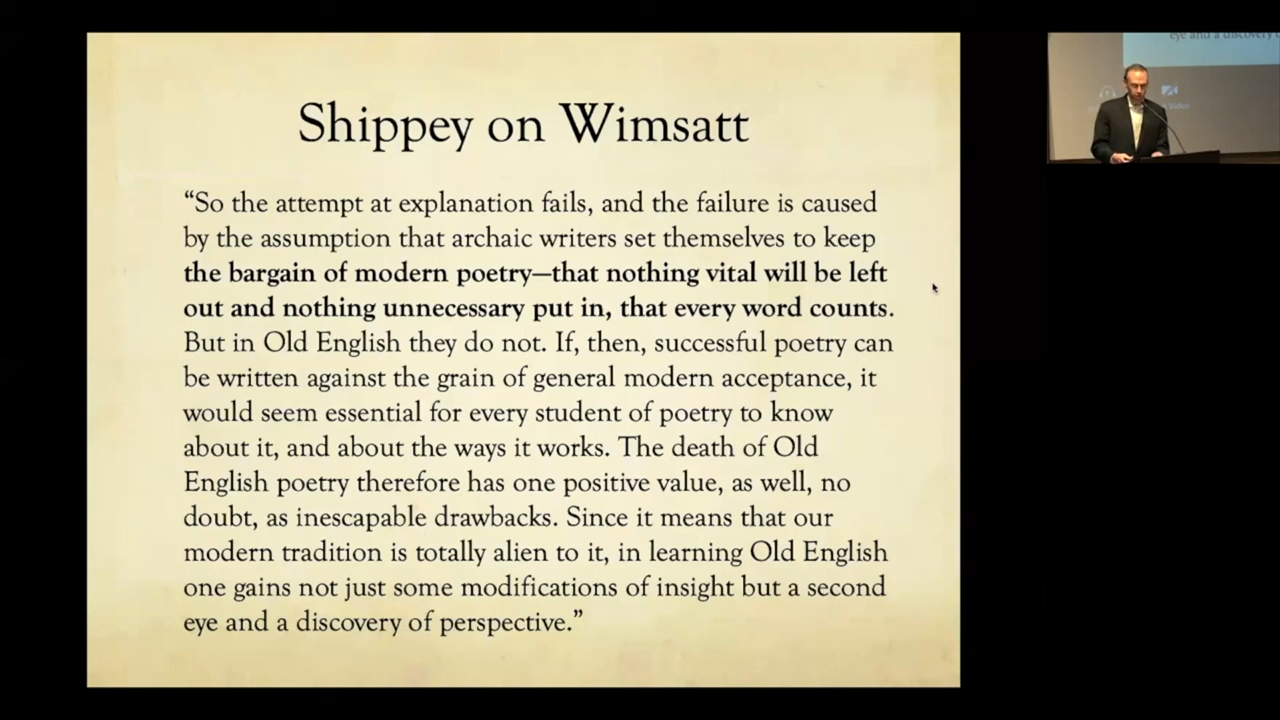 Shippey on Wimsatt
“So the attempt at explanation fails, and the failure is caused
by the assumption that archaic writers set themselves to keep
the bargain of modern poetry—that nothing vital will be left
out and nothing unnecessary put in, that every word counts.
But in Old English they do not. If, then, successful poetry can
be written against the grain of general modern acceptance, it
would seem essential for every student of poetry to know
about it, and about the ways it works. The death of Old
English poetry therefore has one positive value, as well, no
doubt, as inescapable drawbacks. Since it means that our
modern tradition is totally alien to it, in learning Old English
one gains not just some modifications of insight but a second
eye and a discovery of perspective.”
eye and a discovery